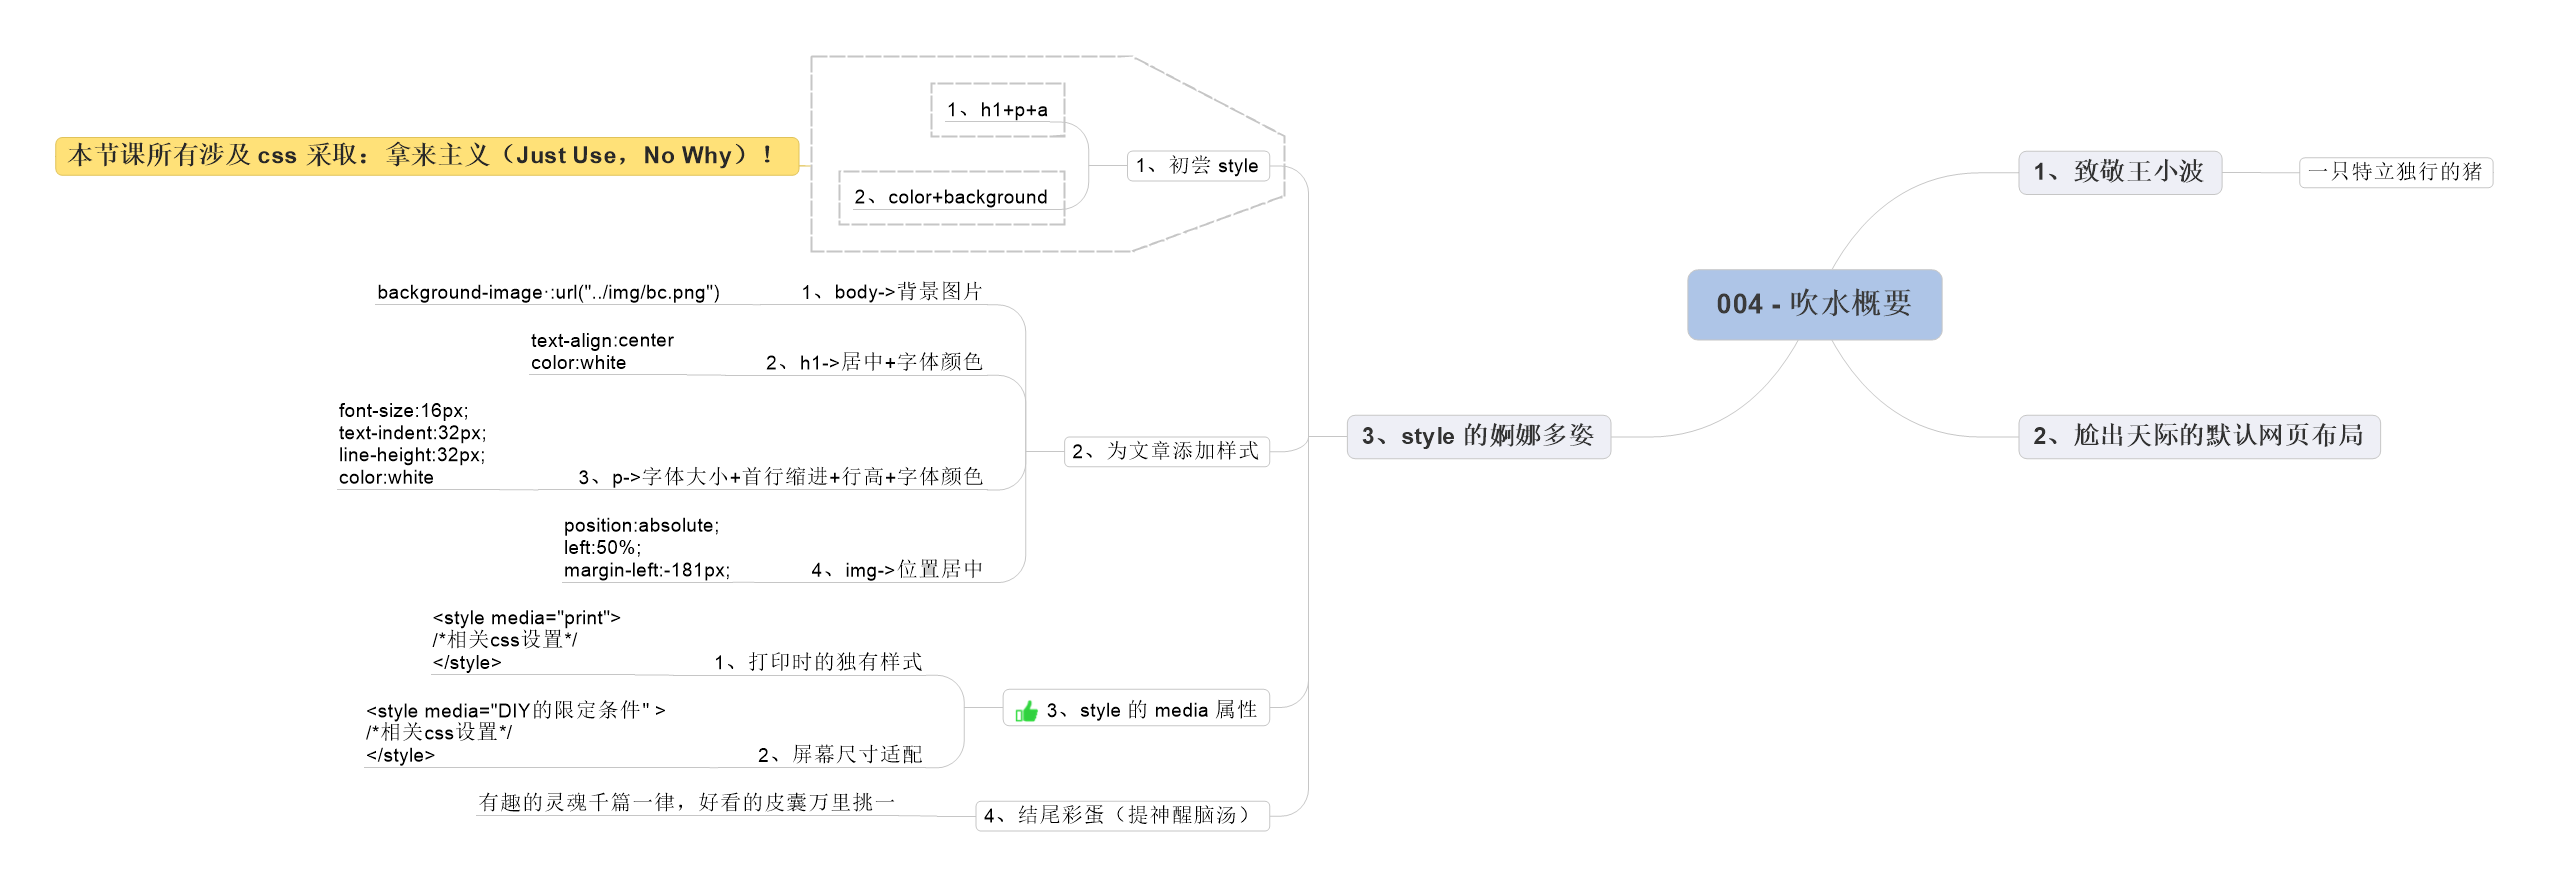 004 - 吹水概要
1、致敬王小波
一只特立独行的猪
2、尬出天际的默认网页布局
3、style 的婀娜多姿
1、初尝 style
1、h1+p+a
2、color+background
本节课所有涉及 css 采取：拿来主义（Just Use，No Why）！
2、为文章添加样式
1、body->背景图片
background-image·:url("../img/bc.png")
2、h1->居中+字体颜色
text-align:center
color:white
3、p->字体大小+首行缩进+行高+字体颜色
font-size:16px;
text-indent:32px;
line-height:32px;
color:white
4、img->位置居中
position:absolute;
left:50%;
margin-left:-181px;
3、style 的 media 属性
1、打印时的独有样式
<style media="print">
/*相关css设置*/
</style>
2、屏幕尺寸适配
<style media="DIY的限定条件" >
/*相关css设置*/
</style>
4、结尾彩蛋（提神醒脑汤）
有趣的灵魂千篇一律，好看的皮囊万里挑一